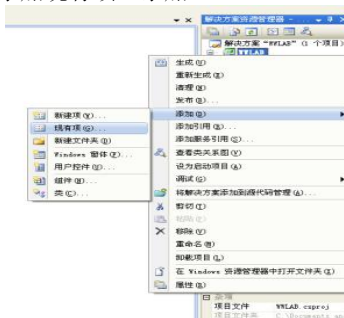 解决方案资源管理器 - ...
解决方案 "WWLAB" (1 个项目)
WWLAB
生成(U)
重新生成(E)
清理(N)
发布(B)...
添加(D)
添加引用(F)...
添加服务引用(S)...
查看类关系图(V)
设为启动项目(A)
调试(G)
将解决方案添加到源代码管理(A)...
剪切(T)
粘贴(P)
移除(V)
重命名(M)
卸载项目(L)
在 Windows 资源管理器中打开文件夹(X)
属性(R)
新建项(W)...
现有项(G)...
新建文件夹(D)
Windows 窗体(F)...
用户控件(U)...
组件(N)...
类(C)...
杂项
项目文件 WWLAB.csproj
项目文件夹 C:\Documents an